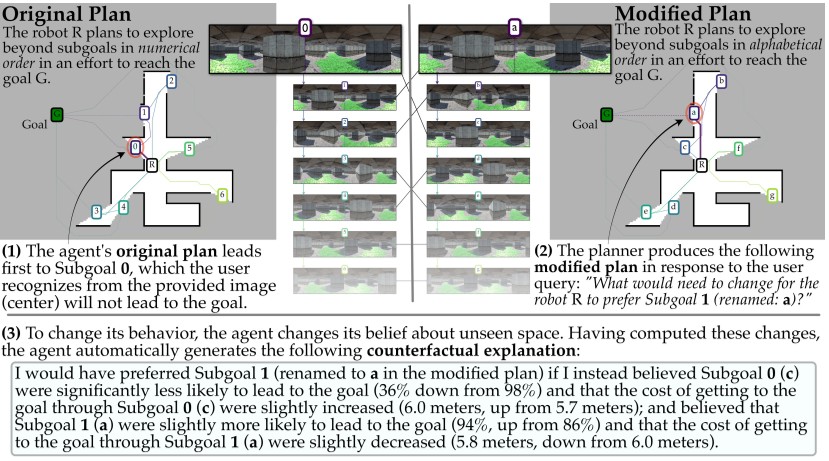 Original Plan
The robot R plans to explore
beyond subgoals in numerical
order in an effort to reach the
goal G.
2
1
G
Goal
0
5
R
6
3
4
0
a
Modified Plan
The robot R plans to explore
beyond subgoals in alphabetical
order in an effort to reach the
goal G.
b
a
Goal
c
f
R
g
e
d
(1) The agent's original plan leads
first to Subgoal 0, which the user
recognizes from the provided image
(center) will not lead to the goal.
(2) The planner produces the following
modified plan in response to the user
query: "What would need to change for the
robot R to prefer Subgoal 1 (renamed: a)?"
(3) To change its behavior, the agent changes its belief about unseen space. Having computed these changes,
the agent automatically generates the following counterfactual explanation:
I would have preferred Subgoal 1 (renamed to a in the modified plan) if I instead believed Subgoal 0 (c)
were significantly less likely to lead to the goal (36% down from 98%) and that the cost of getting to the
goal through Subgoal 0 (c) were slightly increased (6.0 meters, up from 5.7 meters); and believed that
Subgoal 1 (a) were slightly more likely to lead to the goal (94%, up from 86%) and that the cost of getting
to the goal through Subgoal 1 (a) were slightly decreased (5.8 meters, down from 6.0 meters).